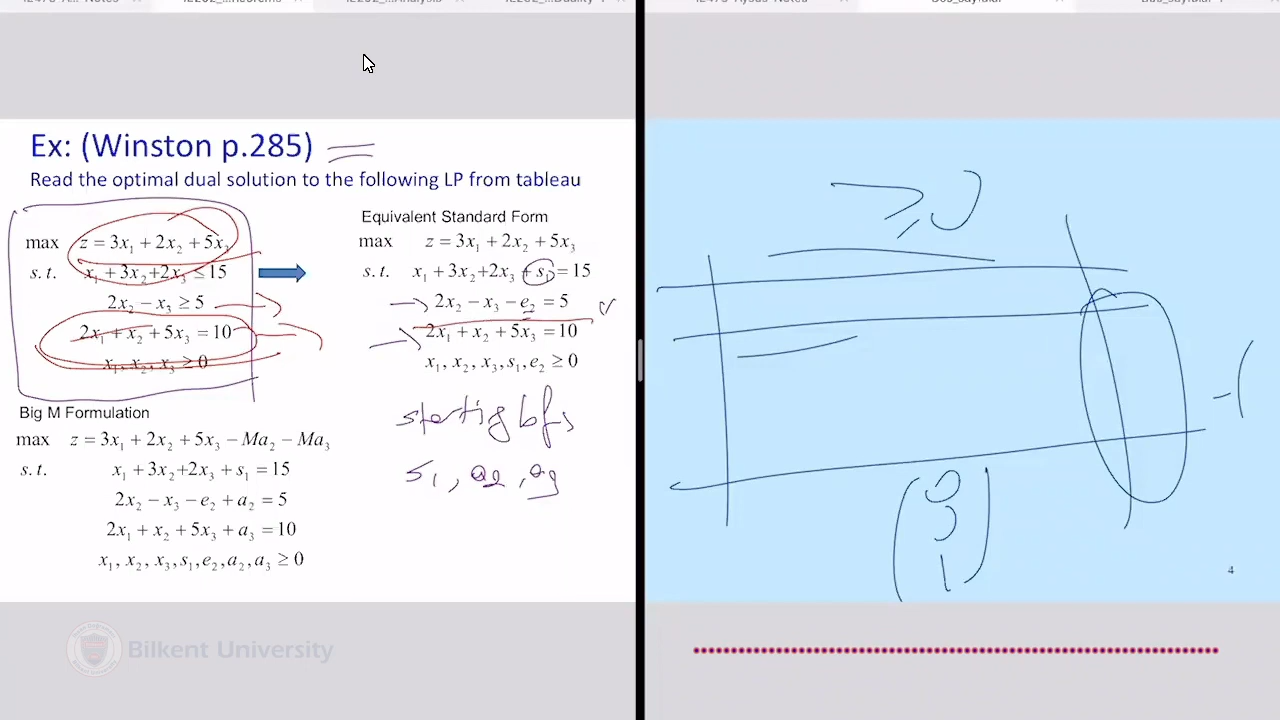 Ex: (Winston p.285)
Read the optimal dual solution to the following LP from tableau
max z = 3x₁ + 2x₂ + 5x₃
s.t. x₁ + 3x₂+2x₃ ≤ 15
2x₂ − x₃ ≥ 5
2x₁ + x₂ + 5x₃ = 10
x₁, x₂, x₃ ≥ 0
Equivalent Standard Form
max z = 3x₁ + 2x₂ + 5x₃
s.t. x₁ + 3x₂+2x₃ + s₁ = 15
2x₂ − x₃ − e₂ = 5
2x₁ + x₂ + 5x₃ = 10
x₁, x₂, x₃, s₁, e₂ ≥ 0
starting bfs
s₁, a₂, a₃
Big M Formulation
max z = 3x₁ + 2x₂ + 5x₃ − Ma₂ − Ma₃
s.t. x₁ + 3x₂+2x₃ + s₁ = 15
2x₂ − x₃ − e₂ + a₂ = 5
2x₁ + x₂ + 5x₃ + a₃ = 10
x₁, x₂, x₃, s₁, e₂, a₂, a₃ ≥ 0
Bilkent University
≥ 0
0
3
1
4